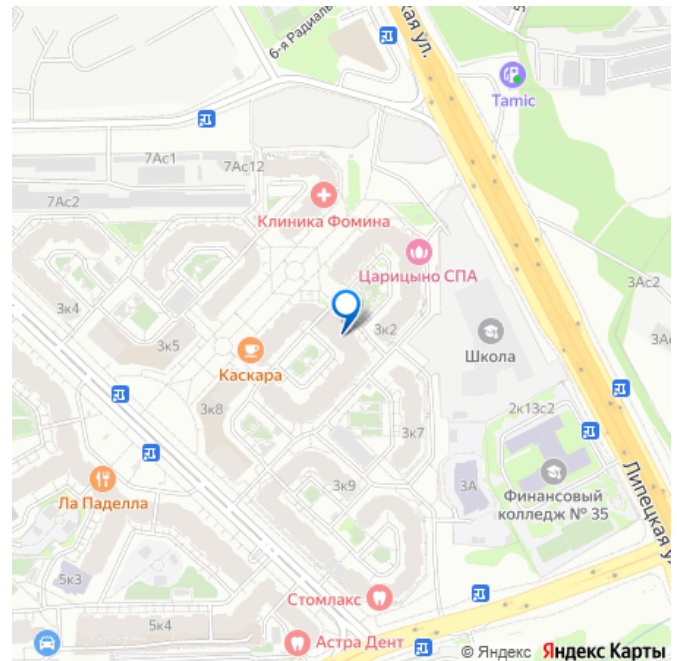 6-я Радиаль
кая ул.
Tamic
7Ас1
7Ас12
7Ас2
Клиника Фомина
Царицыно СПА
3Ас2
3к4
3к2
3Ас
3к5
Школа
Каскара
3к8
2к13с2
3к7
Липецкая ул
3к9
3А
Ла Паделла
Финансовый
колледж № 35
5к3
Стомлакс
5к4
Астра Дент
© Яндекс Яндекс Карты